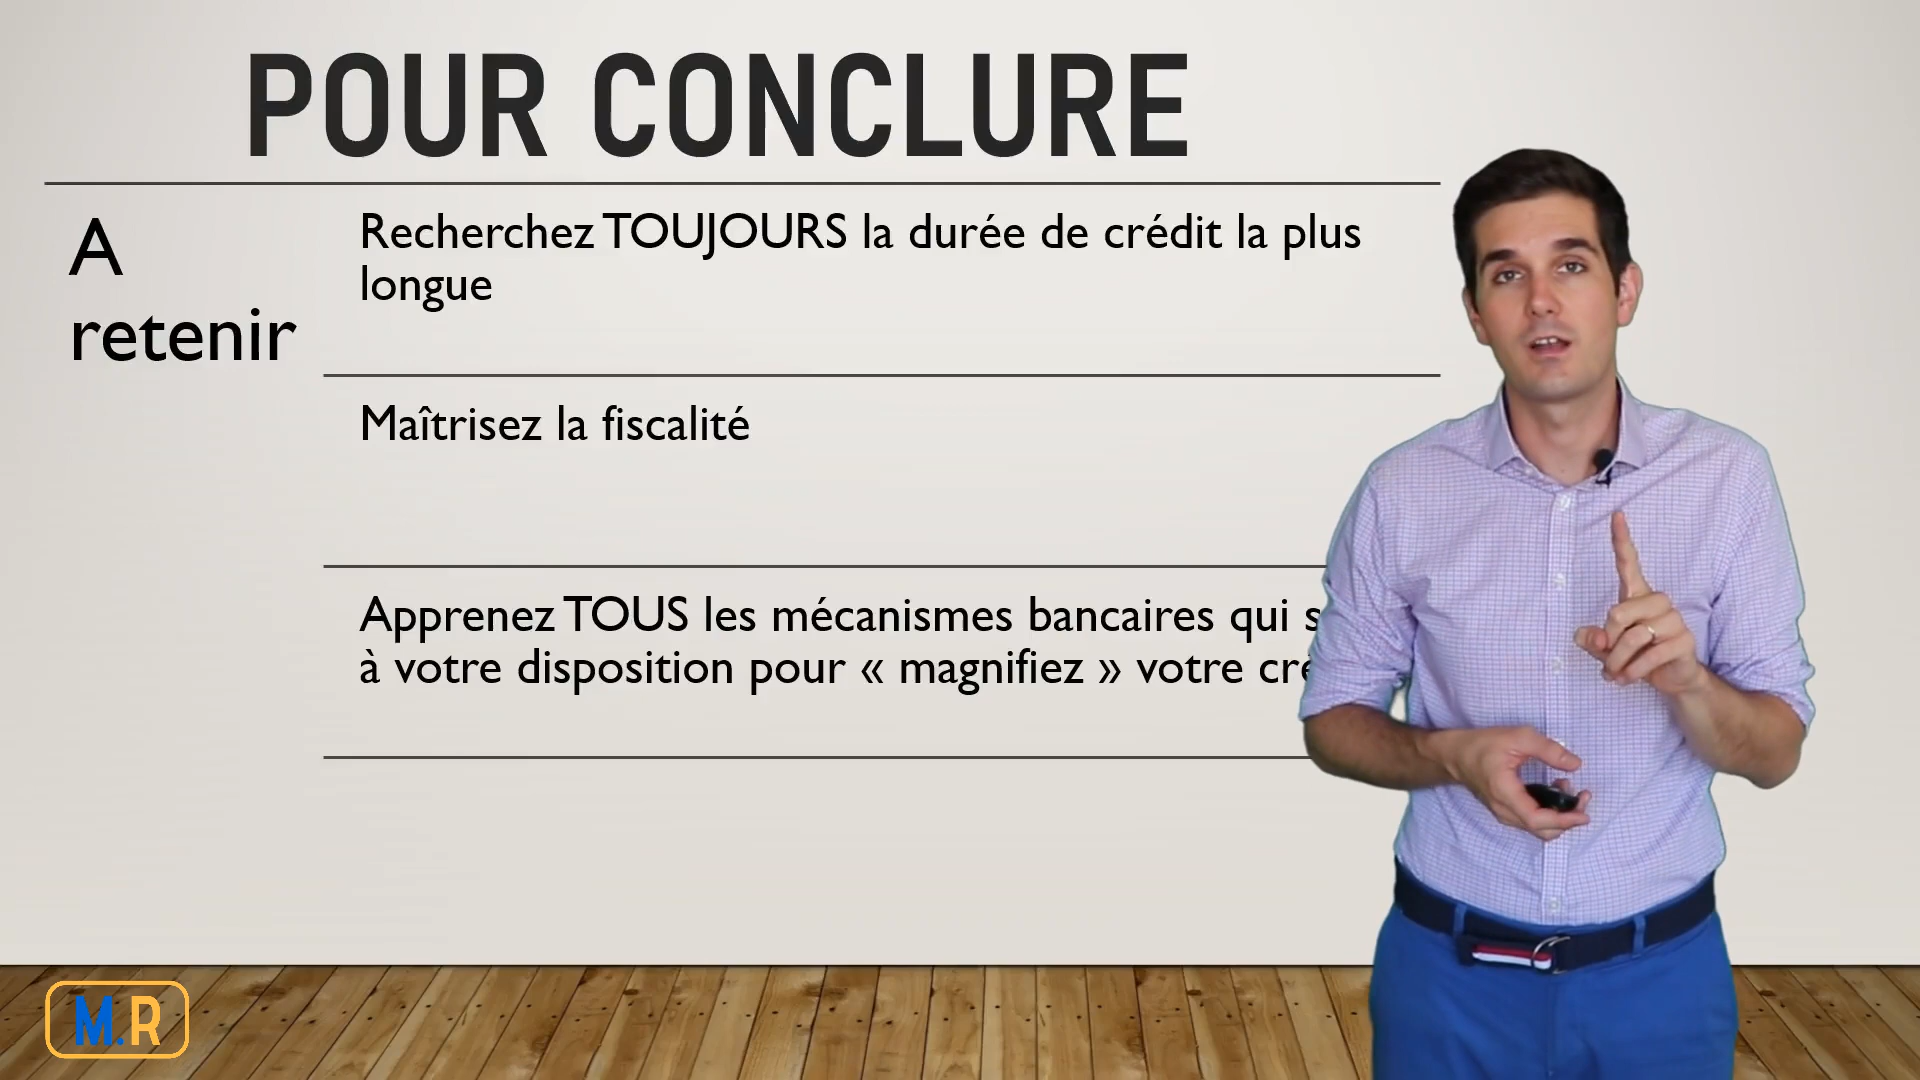 POUR CONCLURE
A
retenir
Recherchez TOUJOURS la durée de crédit la plus
longue
Maîtrisez la fiscalité
Apprenez TOUS les mécanismes bancaires qui
à votre disposition pour « magnifiez » votre
M.R